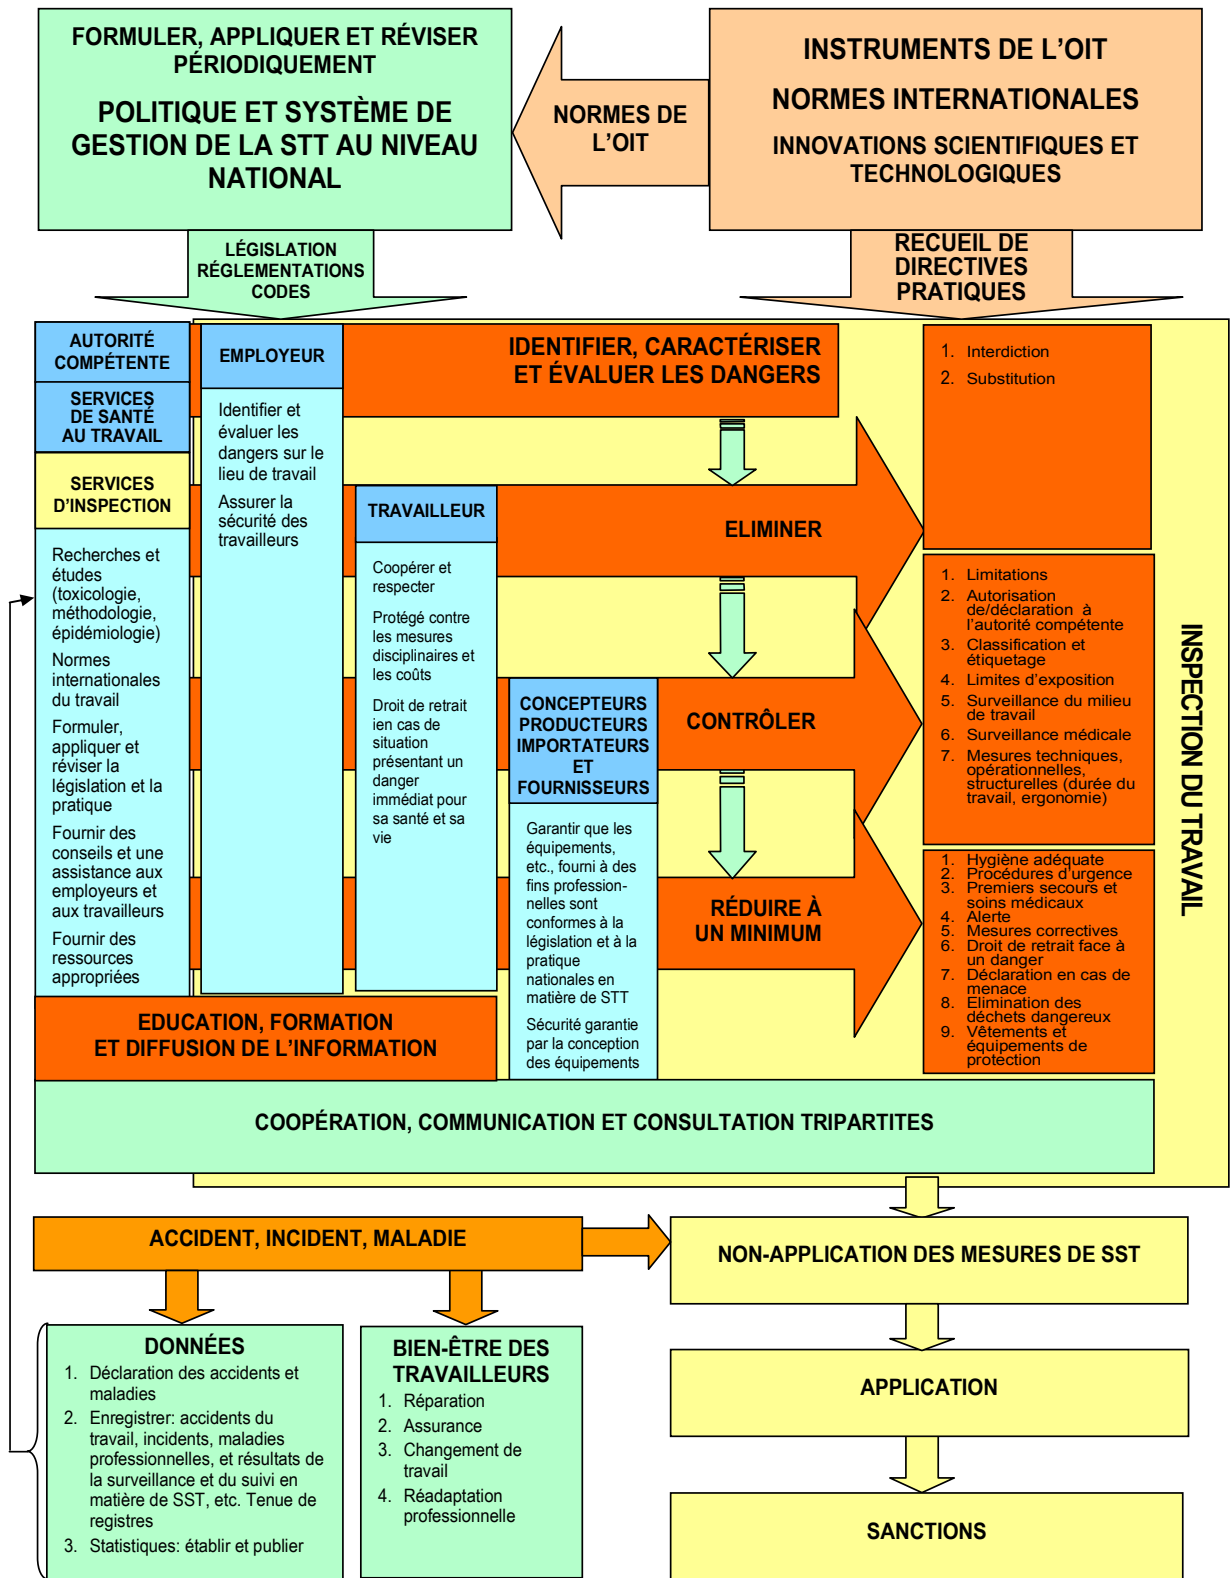 FORMULER, APPLIQUER ET RÉVISER
PÉRIODIQUEMENT
POLITIQUE ET SYSTÈME DE
GESTION DE LA STT AU NIVEAU
NATIONAL
NORMES DE
L'OIT
INSTRUMENTS DE L'OIT
NORMES INTERNATIONALES
INNOVATIONS SCIENTIFIQUES ET
TECHNOLOGIQUES
LÉGISLATION
RÉGLEMENTATIONS
CODES
RECUEIL DE
DIRECTIVES
PRATIQUES
AUTORITÉ
COMPÉTENTE
SERVICES
DE SANTÉ
AU TRAVAIL
SERVICES
D'INSPECTION
Recherches et
études
(toxicologie,
méthodologie,
épidémiologie)
Normes
internationales
du travail
Formuler,
appliquer et
réviser la
législation et la
pratique
Fournir des
conseils et une
assistance aux
employeurs et
aux travailleurs
Fournir des
ressources
appropriées
EMPLOYEUR
Identifier et
évaluer les
dangers sur le
lieu de travail
Assurer la
sécurité des
travailleurs
TRAVAILLEUR
Coopérer et
respecter
Protégé contre
les mesures
disciplinaires et
les coûts
Droit de retrait
ien cas de
situation
présentant un
danger
immédiat pour
sa santé et sa
vie
CONCEPTEURS
PRODUCTEURS
IMPORTATEURS
ET
FOURNISSEURS
Garantir que les
équipements,
etc., fourni à des
fins profession-
nelles sont
conformes à la
législation et à la
pratique
nationales en
matière de STT
Sécurité garantie
par la conception
des équipements
IDENTIFIER, CARACTÉRISER
ET ÉVALUER LES DANGERS
ELIMINER
CONTRÔLER
RÉDUIRE À
UN MINIMUM
1. Interdiction
2. Substitution
1. Limitations
2. Autorisation
de/déclaration à
l'autorité compétente
3. Classification et
étiquetage
4. Limites d'exposition
5. Surveillance du milieu
de travail
6. Surveillance médicale
7. Mesures techniques,
opérationnelles,
structurelles (durée du
travail, ergonomie)
1. Hygiène adéquate
2. Procédures d'urgence
3. Premiers secours et
soins médicaux
4. Alerte
5. Mesures correctives
6. Droit de retrait face à
un danger
7. Déclaration en cas de
menace
8. Elimination des
déchets dangereux
9. Vêtements et
équipements de
protection
INSPECTION DU TRAVAIL
EDUCATION, FORMATION
ET DIFFUSION DE L'INFORMATION
COOPÉRATION, COMMUNICATION ET CONSULTATION TRIPARTITES
ACCIDENT, INCIDENT, MALADIE
DONNÉES
1. Déclaration des accidents et
maladies
2. Enregistrer: accidents du
travail, incidents, maladies
professionnelles, et résultats de
la surveillance et du suivi en
matière de SST, etc. Tenue de
registres
3. Statistiques: établir et publier
BIEN-ÊTRE DES
TRAVAILLEURS
1. Réparation
2. Assurance
3. Changement de
travail
4. Réadaptation
professionnelle
NON-APPLICATION DES MESURES DE SST
APPLICATION
SANCTIONS